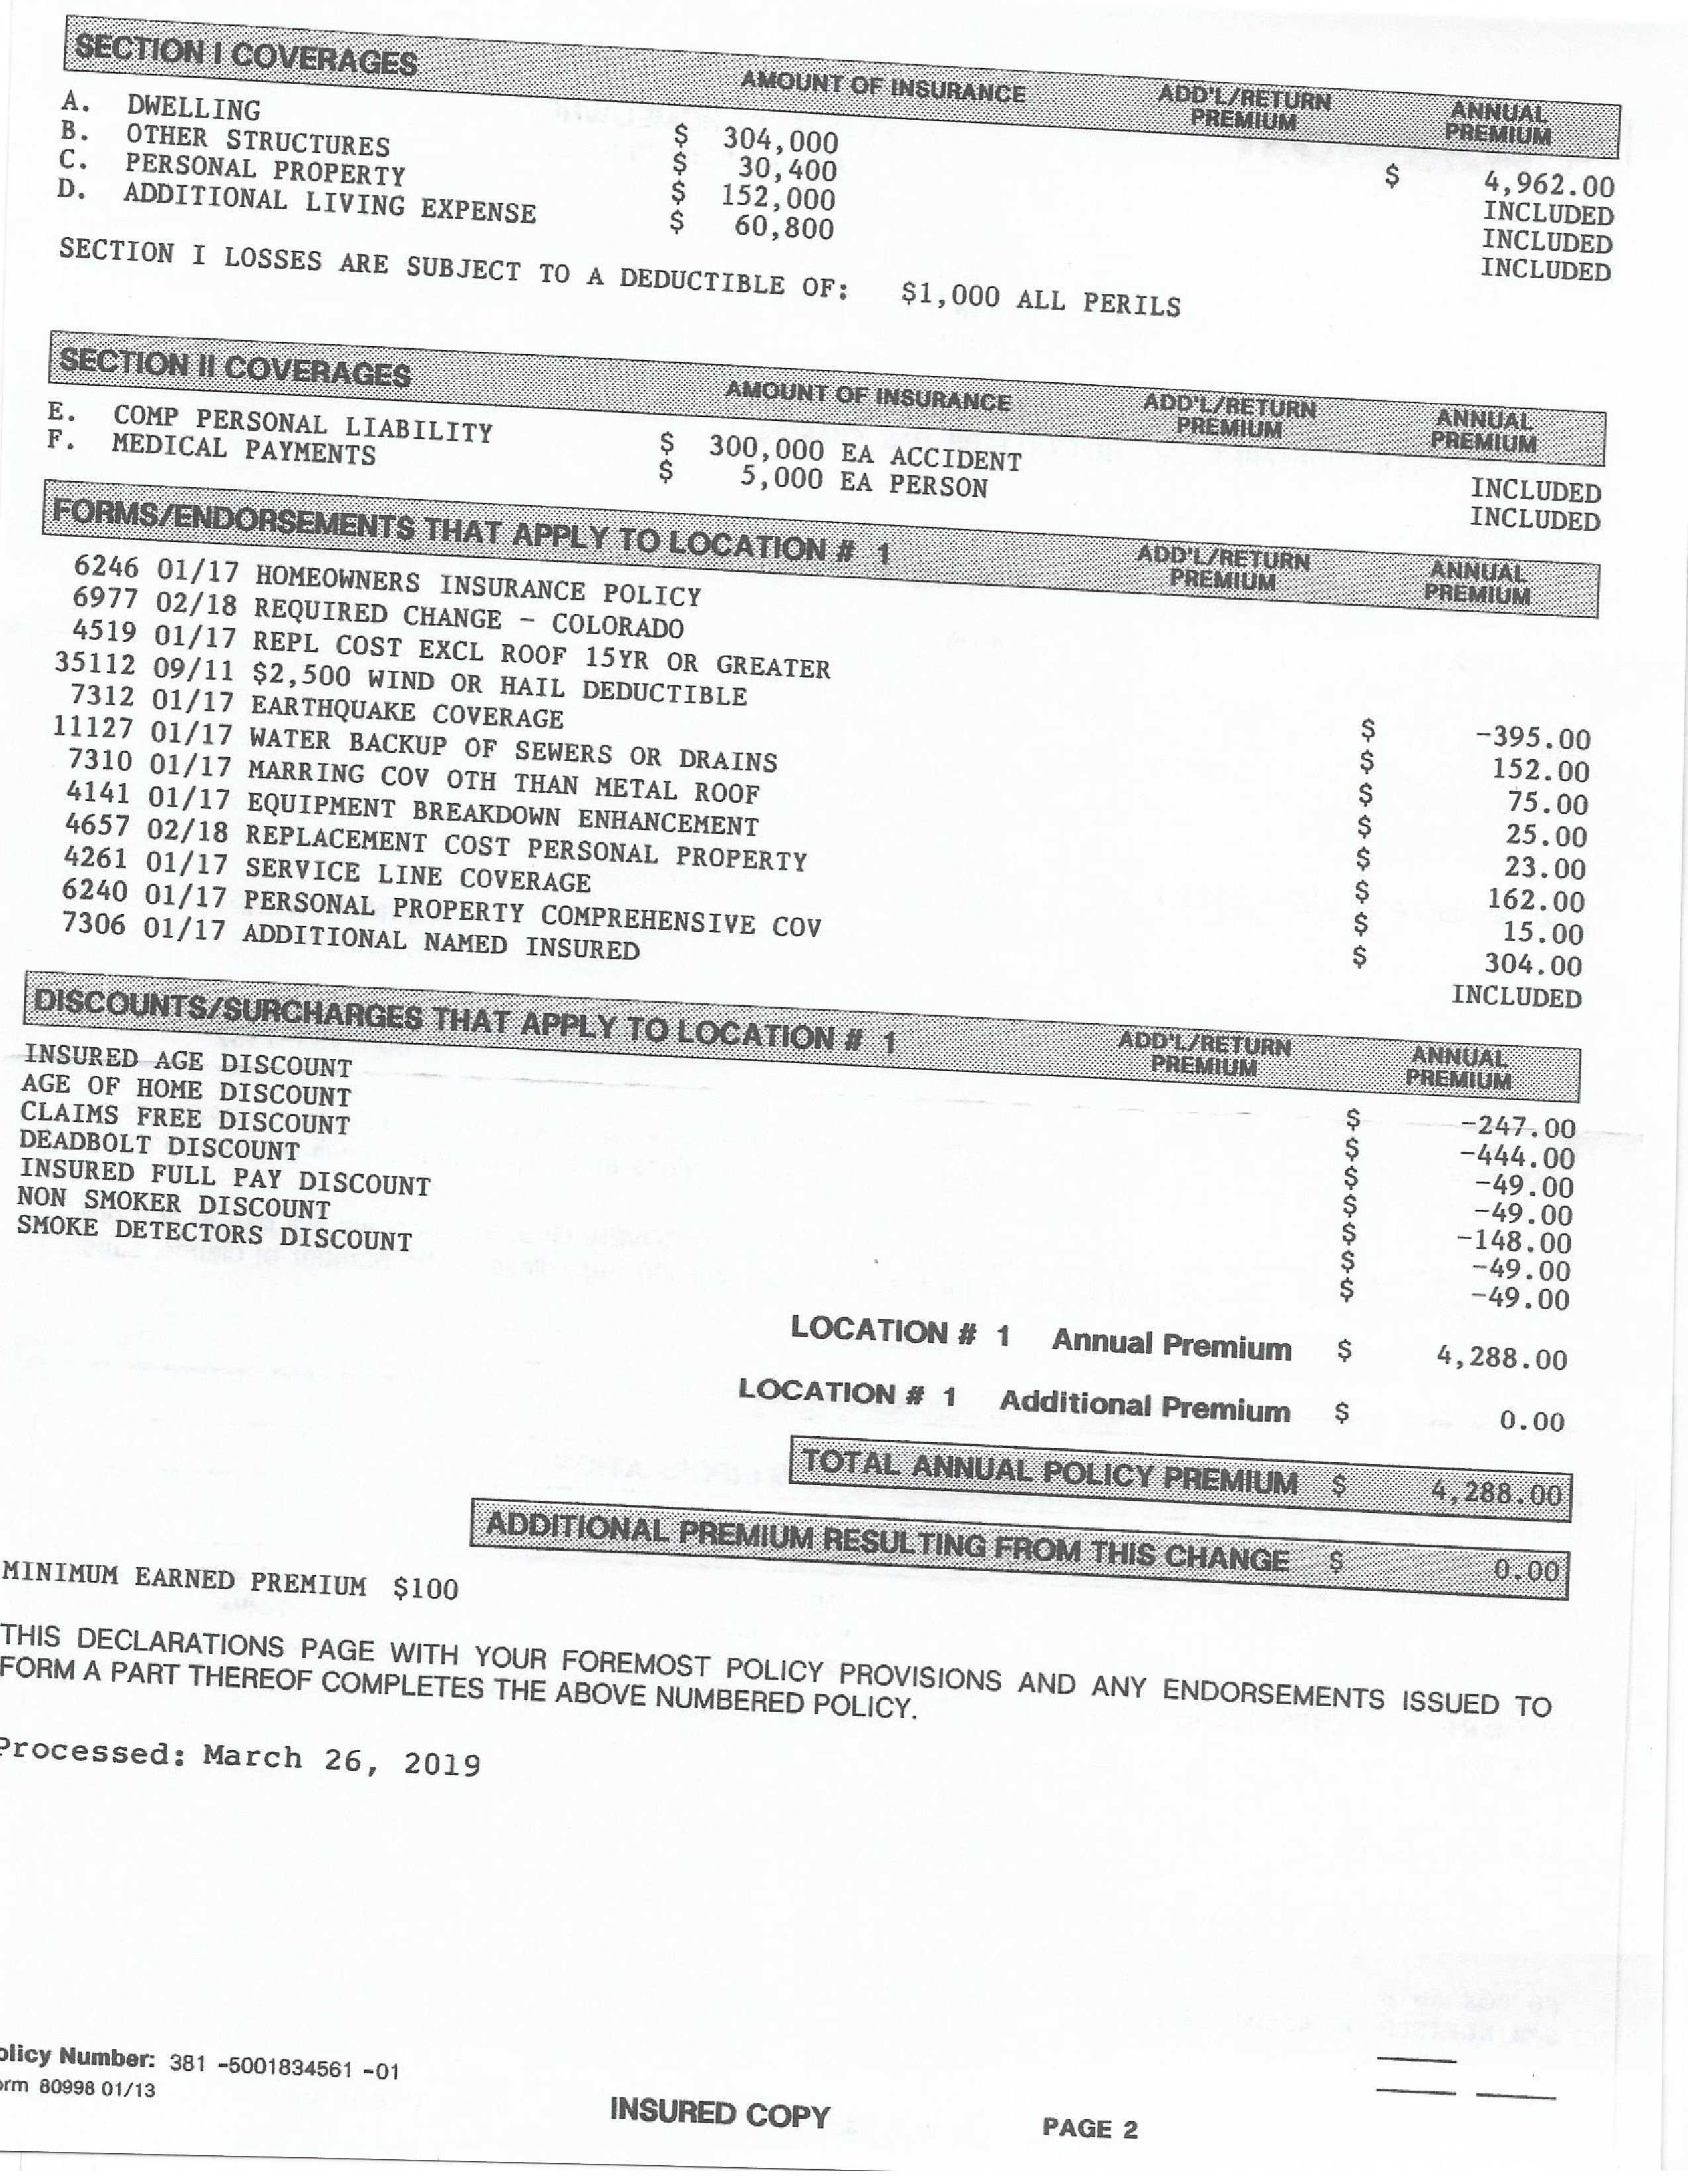 SECTION I COVERAGES AMOUNT OF INSURANCE ADD'L/RETURN PREMIUM ANNUAL PREMIUM
A. DWELLING $ 304,000 $ 4,962.00
B. OTHER STRUCTURES $ 30,400 INCLUDED
C. PERSONAL PROPERTY $ 152,000 INCLUDED
D. ADDITIONAL LIVING EXPENSE $ 60,800 INCLUDED
SECTION I LOSSES ARE SUBJECT TO A DEDUCTIBLE OF: $1,000 ALL PERILS
SECTION II COVERAGES AMOUNT OF INSURANCE ADD'L/RETURN PREMIUM ANNUAL PREMIUM
E. COMP PERSONAL LIABILITY $ 300,000 EA ACCIDENT INCLUDED
F. MEDICAL PAYMENTS $ 5,000 EA PERSON INCLUDED
FORMS/ENDORSEMENTS THAT APPLY TO LOCATION # 1 ADD'L/RETURN PREMIUM ANNUAL PREMIUM
6246 01/17 HOMEOWNERS INSURANCE POLICY
6977 02/18 REQUIRED CHANGE - COLORADO
4519 01/17 REPL COST EXCL ROOF 15YR OR GREATER
35112 09/11 $2,500 WIND OR HAIL DEDUCTIBLE $ -395.00
7312 01/17 EARTHQUAKE COVERAGE $ 152.00
11127 01/17 WATER BACKUP OF SEWERS OR DRAINS $ 75.00
7310 01/17 MARRING COV OTH THAN METAL ROOF $ 25.00
4141 01/17 EQUIPMENT BREAKDOWN ENHANCEMENT $ 23.00
4657 02/18 REPLACEMENT COST PERSONAL PROPERTY $ 162.00
4261 01/17 SERVICE LINE COVERAGE $ 15.00
6240 01/17 PERSONAL PROPERTY COMPREHENSIVE COV $ 304.00
7306 01/17 ADDITIONAL NAMED INSURED INCLUDED
DISCOUNTS/SURCHARGES THAT APPLY TO LOCATION # 1 ADD'L/RETURN PREMIUM ANNUAL PREMIUM
INSURED AGE DISCOUNT $ -247.00
AGE OF HOME DISCOUNT $ -444.00
CLAIMS FREE DISCOUNT $ -49.00
DEADBOLT DISCOUNT $ -49.00
INSURED FULL PAY DISCOUNT $ -148.00
NON SMOKER DISCOUNT $ -49.00
SMOKE DETECTORS DISCOUNT $ -49.00
LOCATION # 1 Annual Premium $ 4,288.00
LOCATION # 1 Additional Premium $ 0.00
TOTAL ANNUAL POLICY PREMIUM $ 4,288.00
ADDITIONAL PREMIUM RESULTING FROM THIS CHANGE $ 0.00
MINIMUM EARNED PREMIUM $100
THIS DECLARATIONS PAGE WITH YOUR FOREMOST POLICY PROVISIONS AND ANY ENDORSEMENTS ISSUED TO
FORM A PART THEREOF COMPLETES THE ABOVE NUMBERED POLICY.
Processed: March 26, 2019
olicy Number: 381 -5001834561 -01
orm 80998 01/13
INSURED COPY PAGE 2